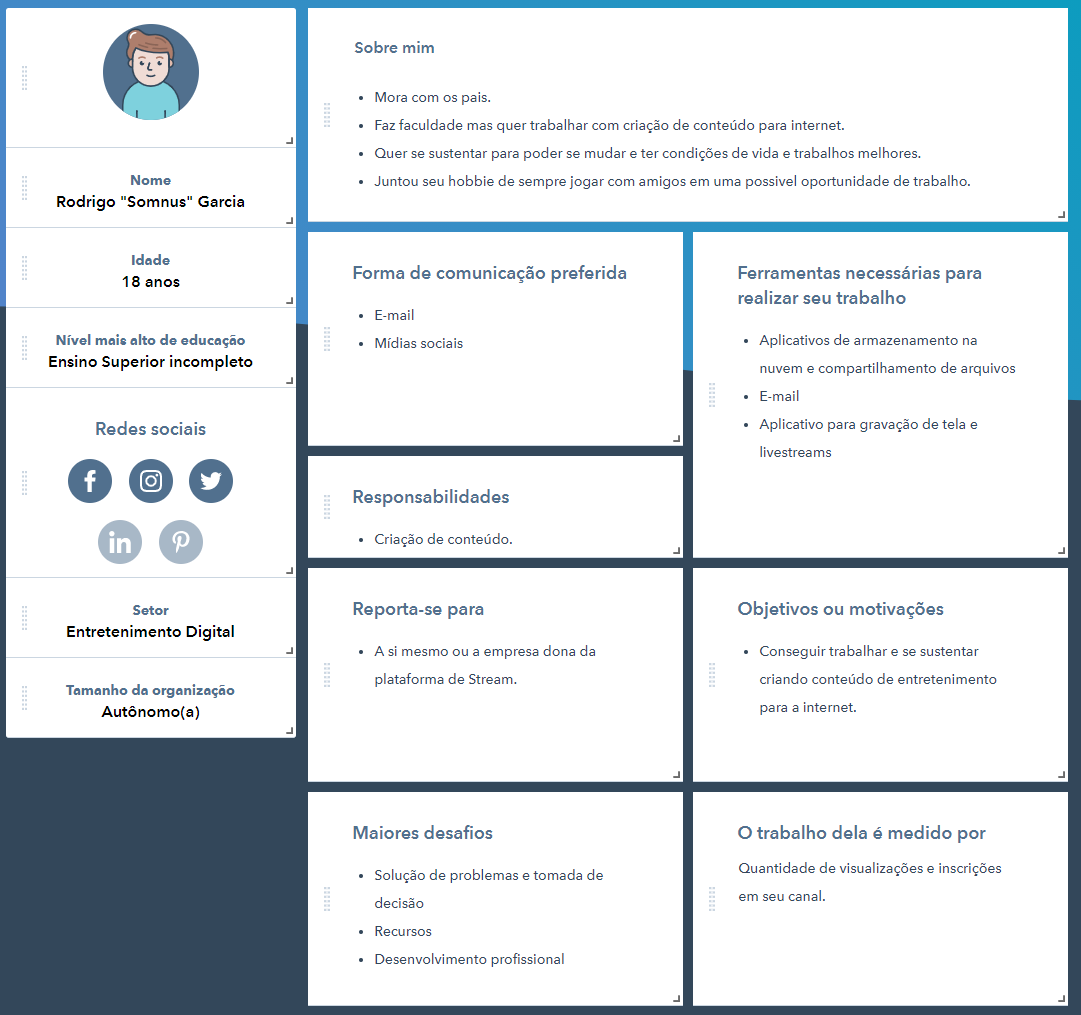 Nome
Rodrigo "Somnus" Garcia
Idade
18 anos
Nível mais alto de educação
Ensino Superior incompleto
Redes sociais
Setor
Entretenimento Digital
Tamanho da organização
Autônomo(a)
Sobre mim
• Mora com os pais.
• Faz faculdade mas quer trabalhar com criação de conteúdo para internet.
• Quer se sustentar para poder se mudar e ter condições de vida e trabalhos melhores.
• Juntou seu hobbie de sempre jogar com amigos em uma possivel oportunidade de trabalho.
Forma de comunicação preferida
• E-mail
• Mídias sociais
Ferramentas necessárias para
realizar seu trabalho
• Aplicativos de armazenamento na
nuvem e compartilhamento de arquivos
• E-mail
• Aplicativo para gravação de tela e
livestreams
Responsabilidades
• Criação de conteúdo.
Reporta-se para
• A si mesmo ou a empresa dona da
plataforma de Stream.
Objetivos ou motivações
• Conseguir trabalhar e se sustentar
criando conteúdo de entretenimento
para a internet.
Maiores desafios
• Solução de problemas e tomada de
decisão
• Recursos
• Desenvolvimento profissional
O trabalho dela é medido por
Quantidade de visualizações e inscrições
em seu canal.